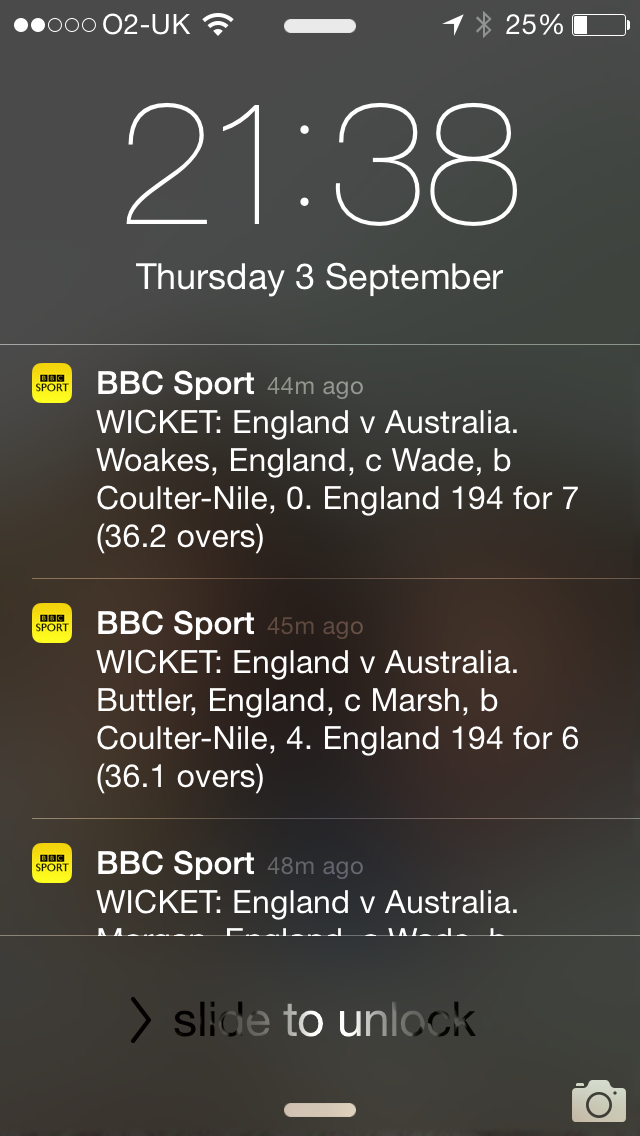 O2-UK 25%
21:38
Thursday 3 September
BBC SPORT
BBC Sport 44m ago
WICKET: England v Australia.
Woakes, England, c Wade, b
Coulter-Nile, 0. England 194 for 7
(36.2 overs)
BBC SPORT
BBC Sport 45m ago
WICKET: England v Australia.
Buttler, England, c Marsh, b
Coulter-Nile, 4. England 194 for 6
(36.1 overs)
BBC SPORT
BBC Sport 48m ago
WICKET: England v Australia.
Morgan, England, c Wade, b
slide to unlock